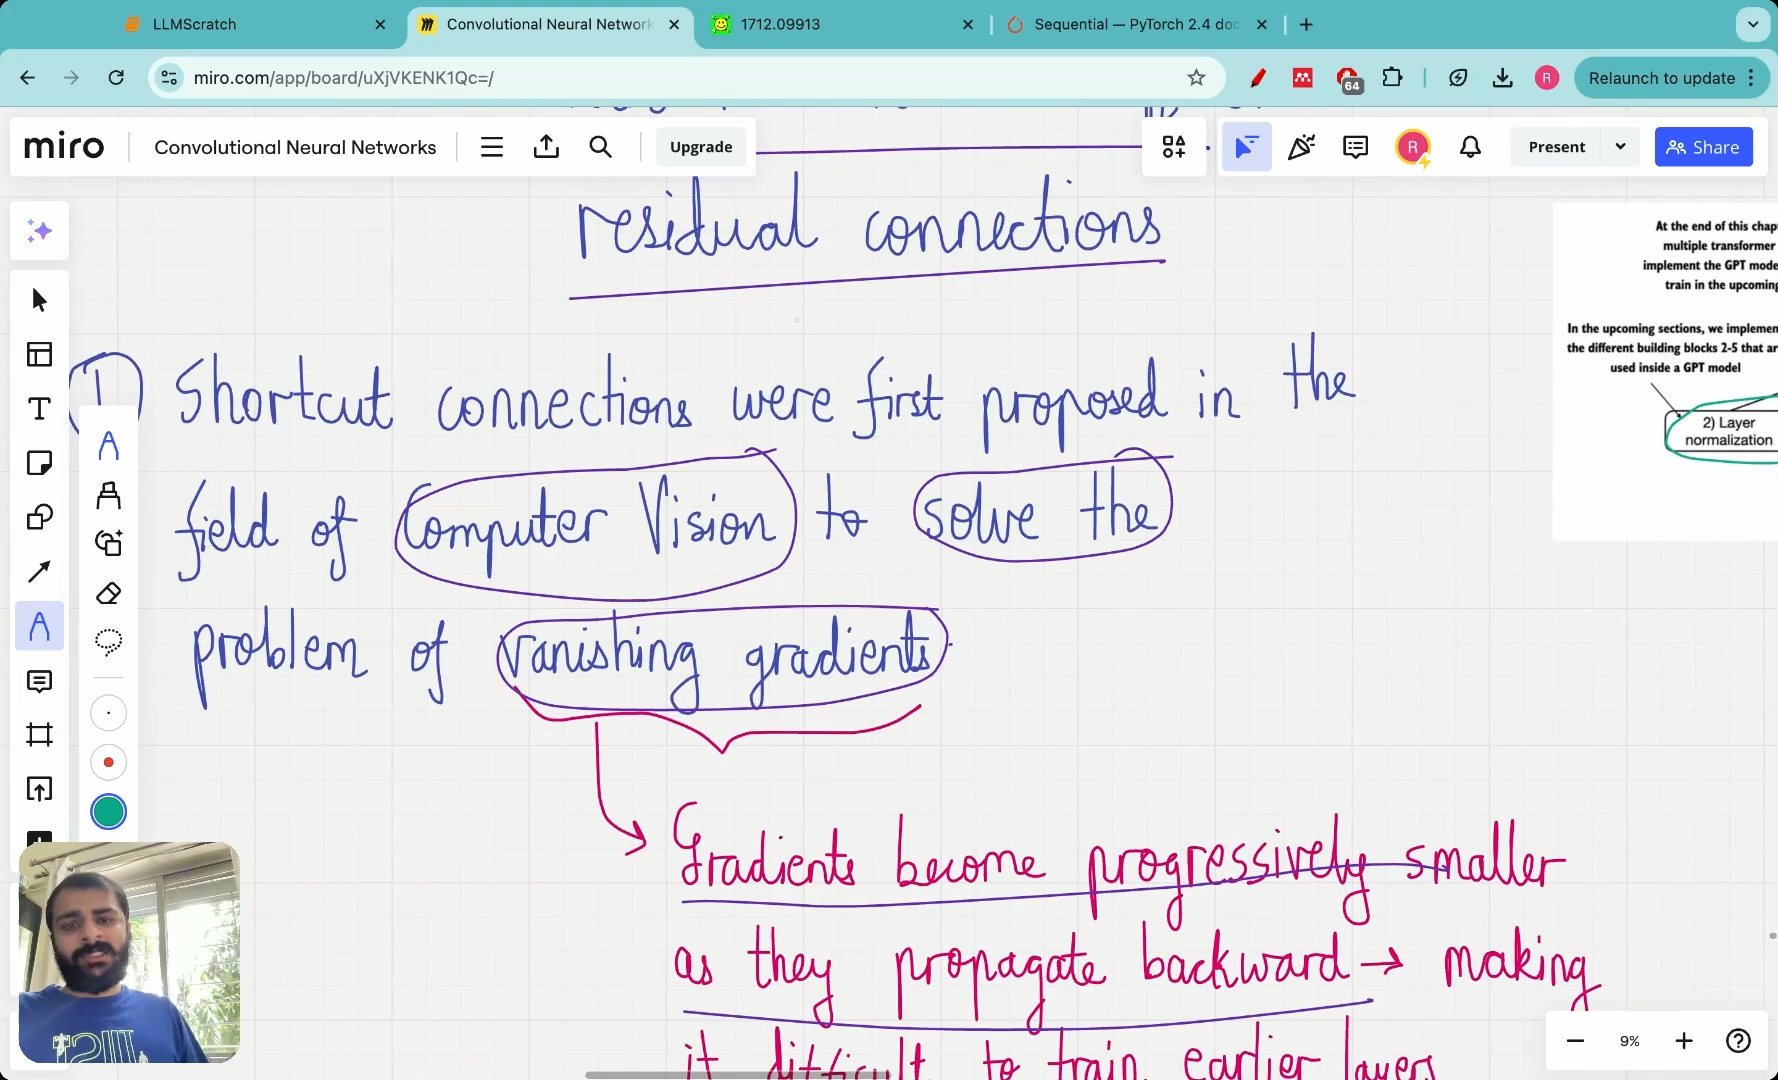 LLMScratch
Convolutional Neural Network
1712.09913
Sequential — PyTorch 2.4 doc
miro.com/app/board/uXjVKENK1Qc=/
64
R
Relaunch to update
miro
Convolutional Neural Networks
Upgrade
R
Present
Share
residual connections
At the end of this chap
multiple transformer
implement the GPT mode
train in the upcoming
In the upcoming sections, we implemen
the different building blocks 2-5 that ar
used inside a GPT model
2) Layer
normalization
1 Shortcut connections were first proposed in the
field of Computer Vision to solve the
problem of vanishing gradients
Gradients become progressively smaller
as they propagate backward → making
it difficult to train earlier layers
9%